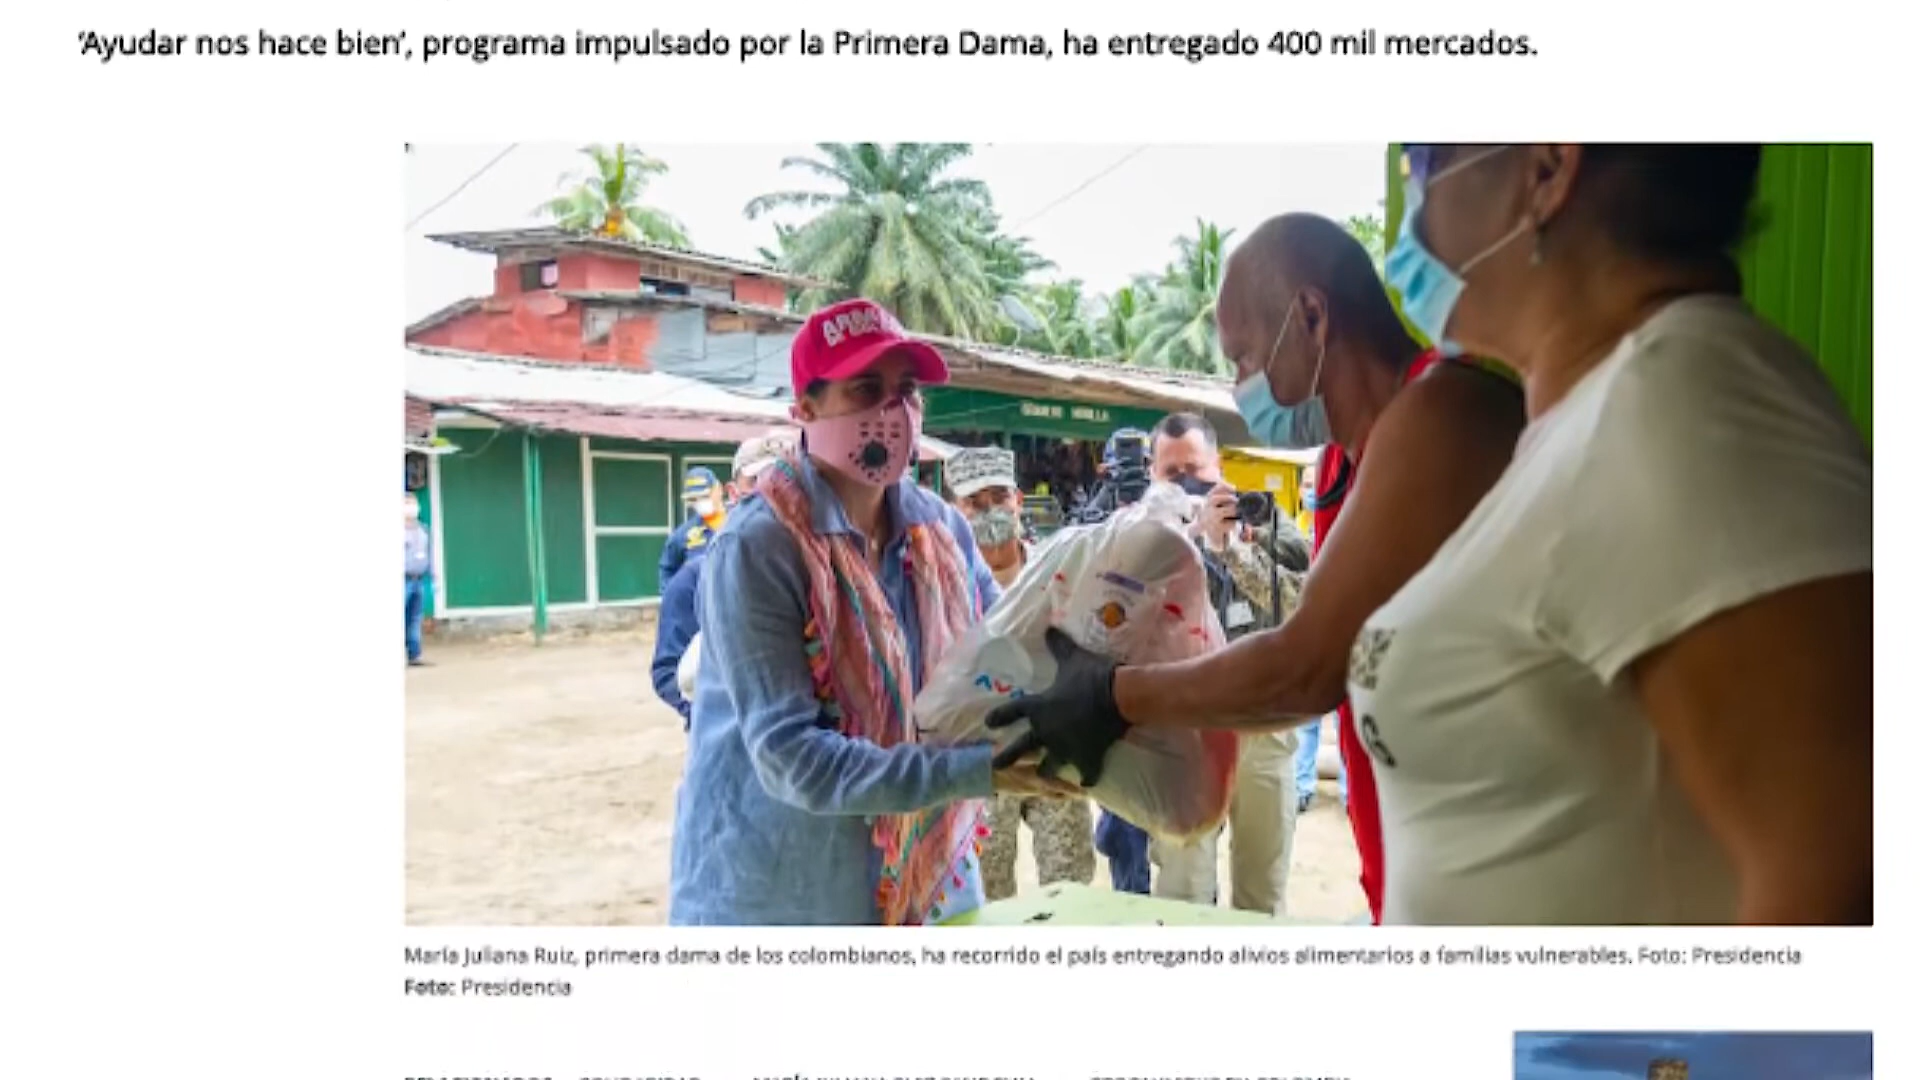 ‘Ayudar nos hace bien’, programa impulsado por la Primera Dama, ha entregado 400 mil mercados.
María Juliana Ruiz, primera dama de los colombianos, ha recorrido el país entregando alivios alimentarios a familias vulnerables. Foto: Presidencia
Foto: Presidencia